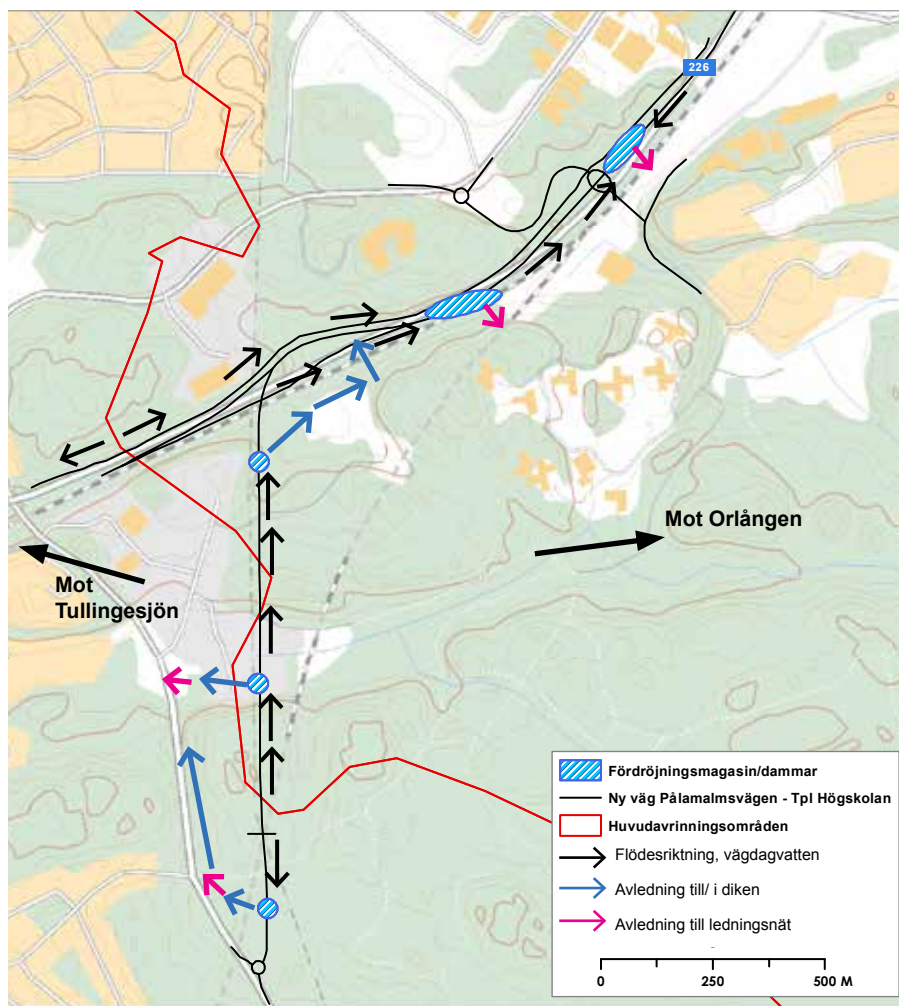 226
Mot Orlången
Mot
Tullingesjön
Fördröjningsmagasin/dammar
Ny väg Pålamalmsvägen - Tpl Högskolan
Huvudavrinningsområden
Flödesriktning, vägdagvatten
Avledning till/ i diken
Avledning till ledningsnät
0 250 500 M